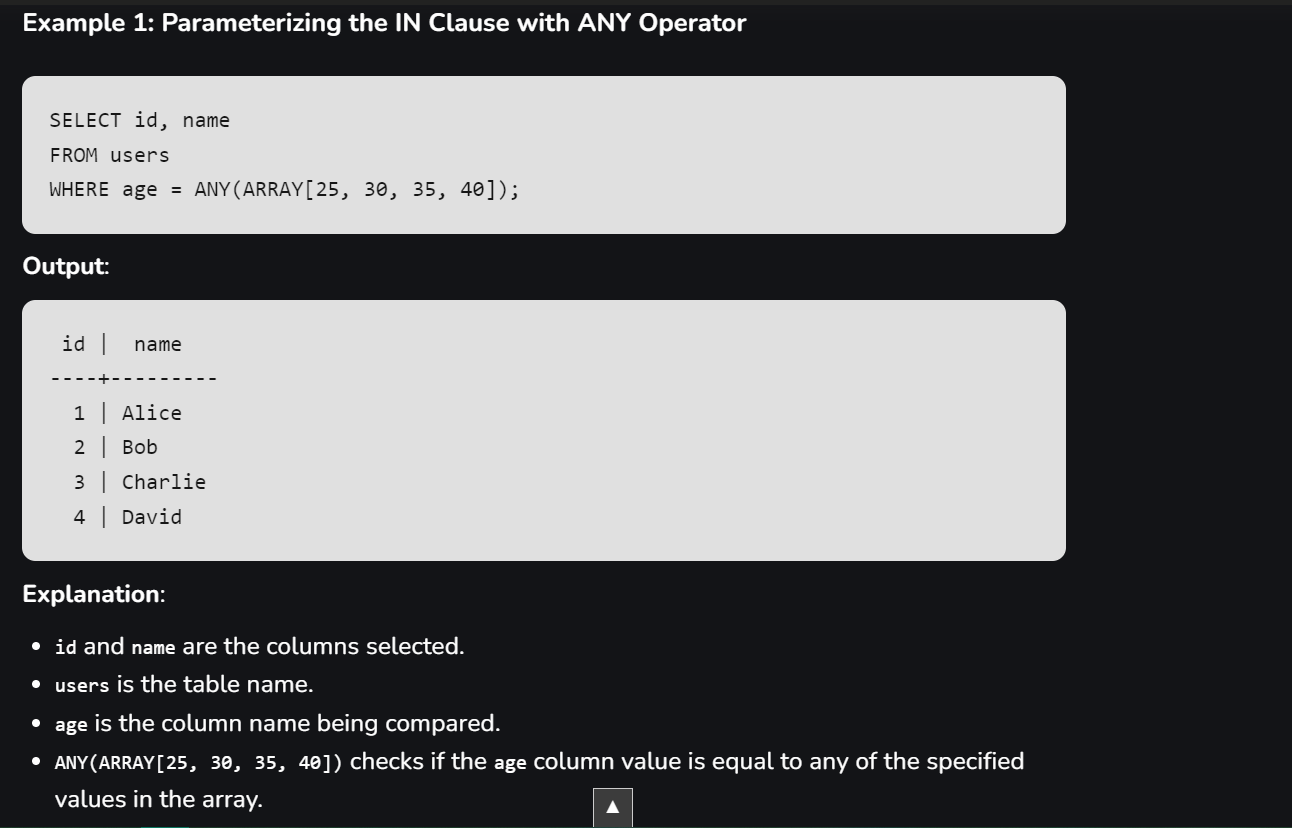 Example 1: Parameterizing the IN Clause with ANY Operator
SELECT id, name
FROM users
WHERE age = ANY(ARRAY[25, 30, 35, 40]);
Output:
 id |  name
----+---------
  1 | Alice
  2 | Bob
  3 | Charlie
  4 | David
Explanation:
• id and name are the columns selected.
• users is the table name.
• age is the column name being compared.
• ANY(ARRAY[25, 30, 35, 40]) checks if the age column value is equal to any of the specified
values in the array.